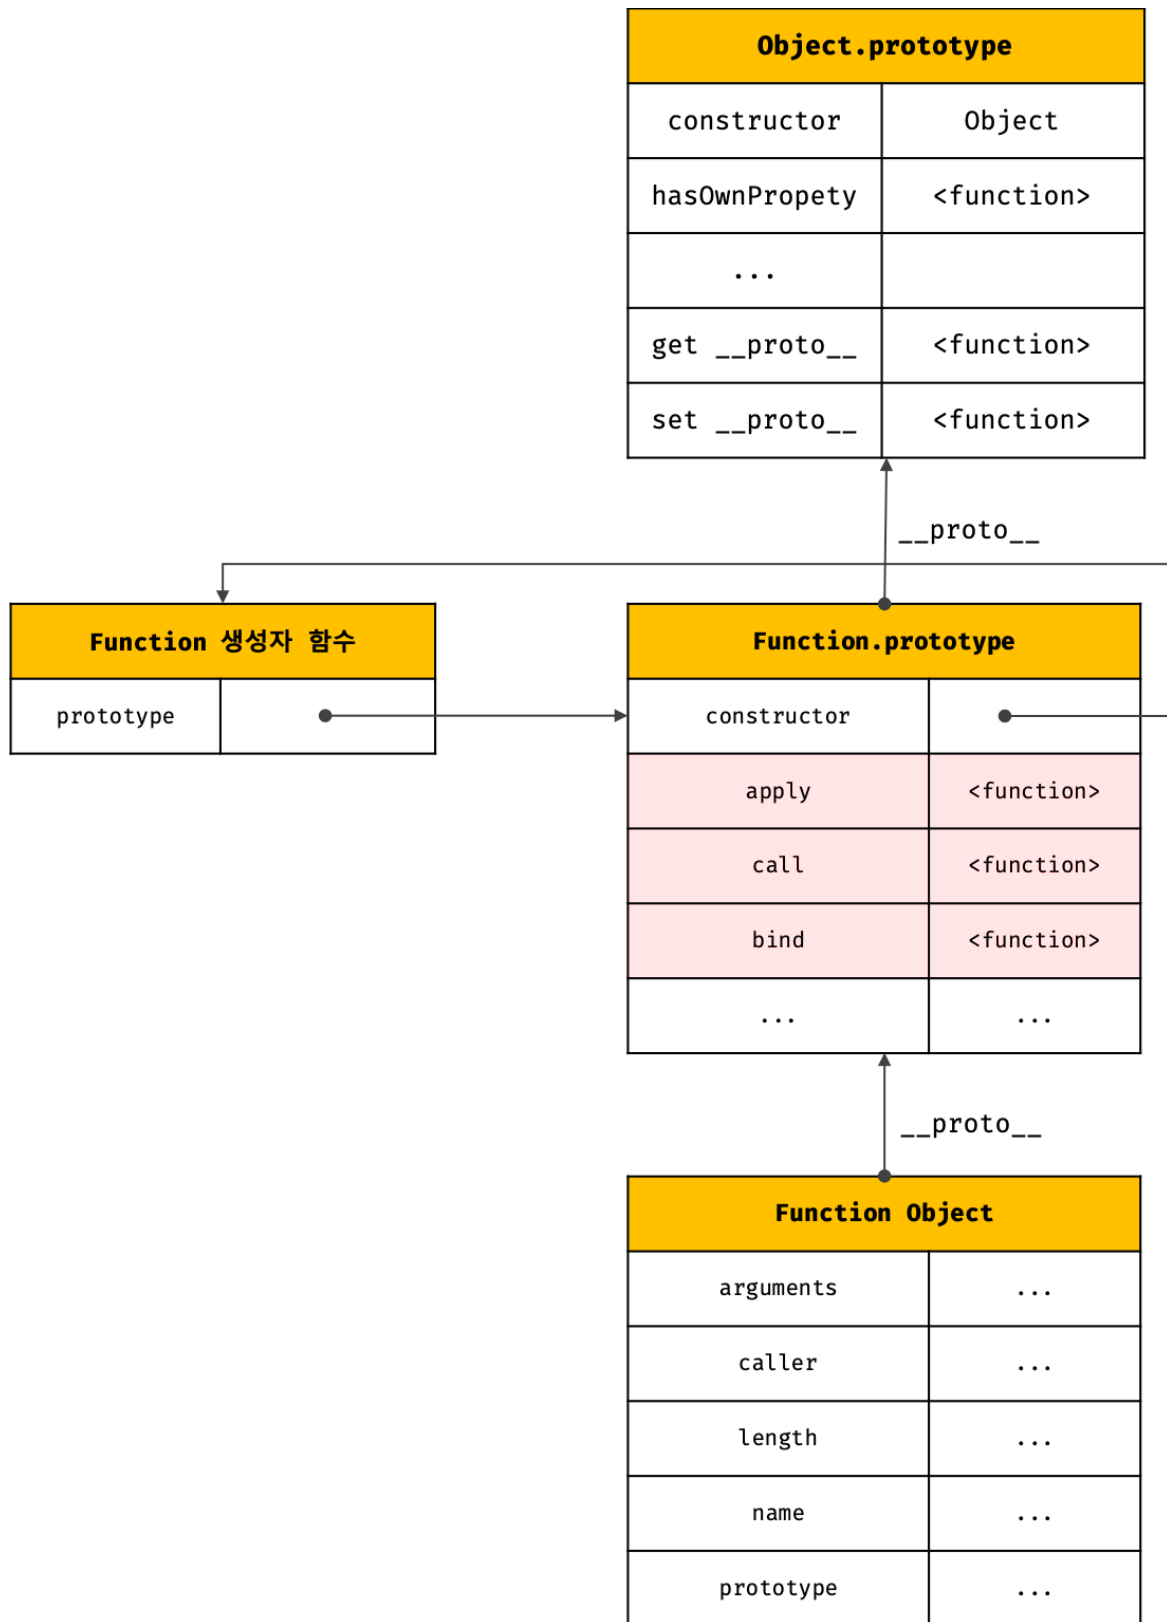 Object.prototype
constructor Object
hasOwnPropety <function>
...
get __proto__ <function>
set __proto__ <function>
__proto__
Function 생성자 함수
prototype
Function.prototype
constructor
apply <function>
call <function>
bind <function>
... ...
__proto__
Function Object
arguments ...
caller ...
length ...
name ...
prototype ...